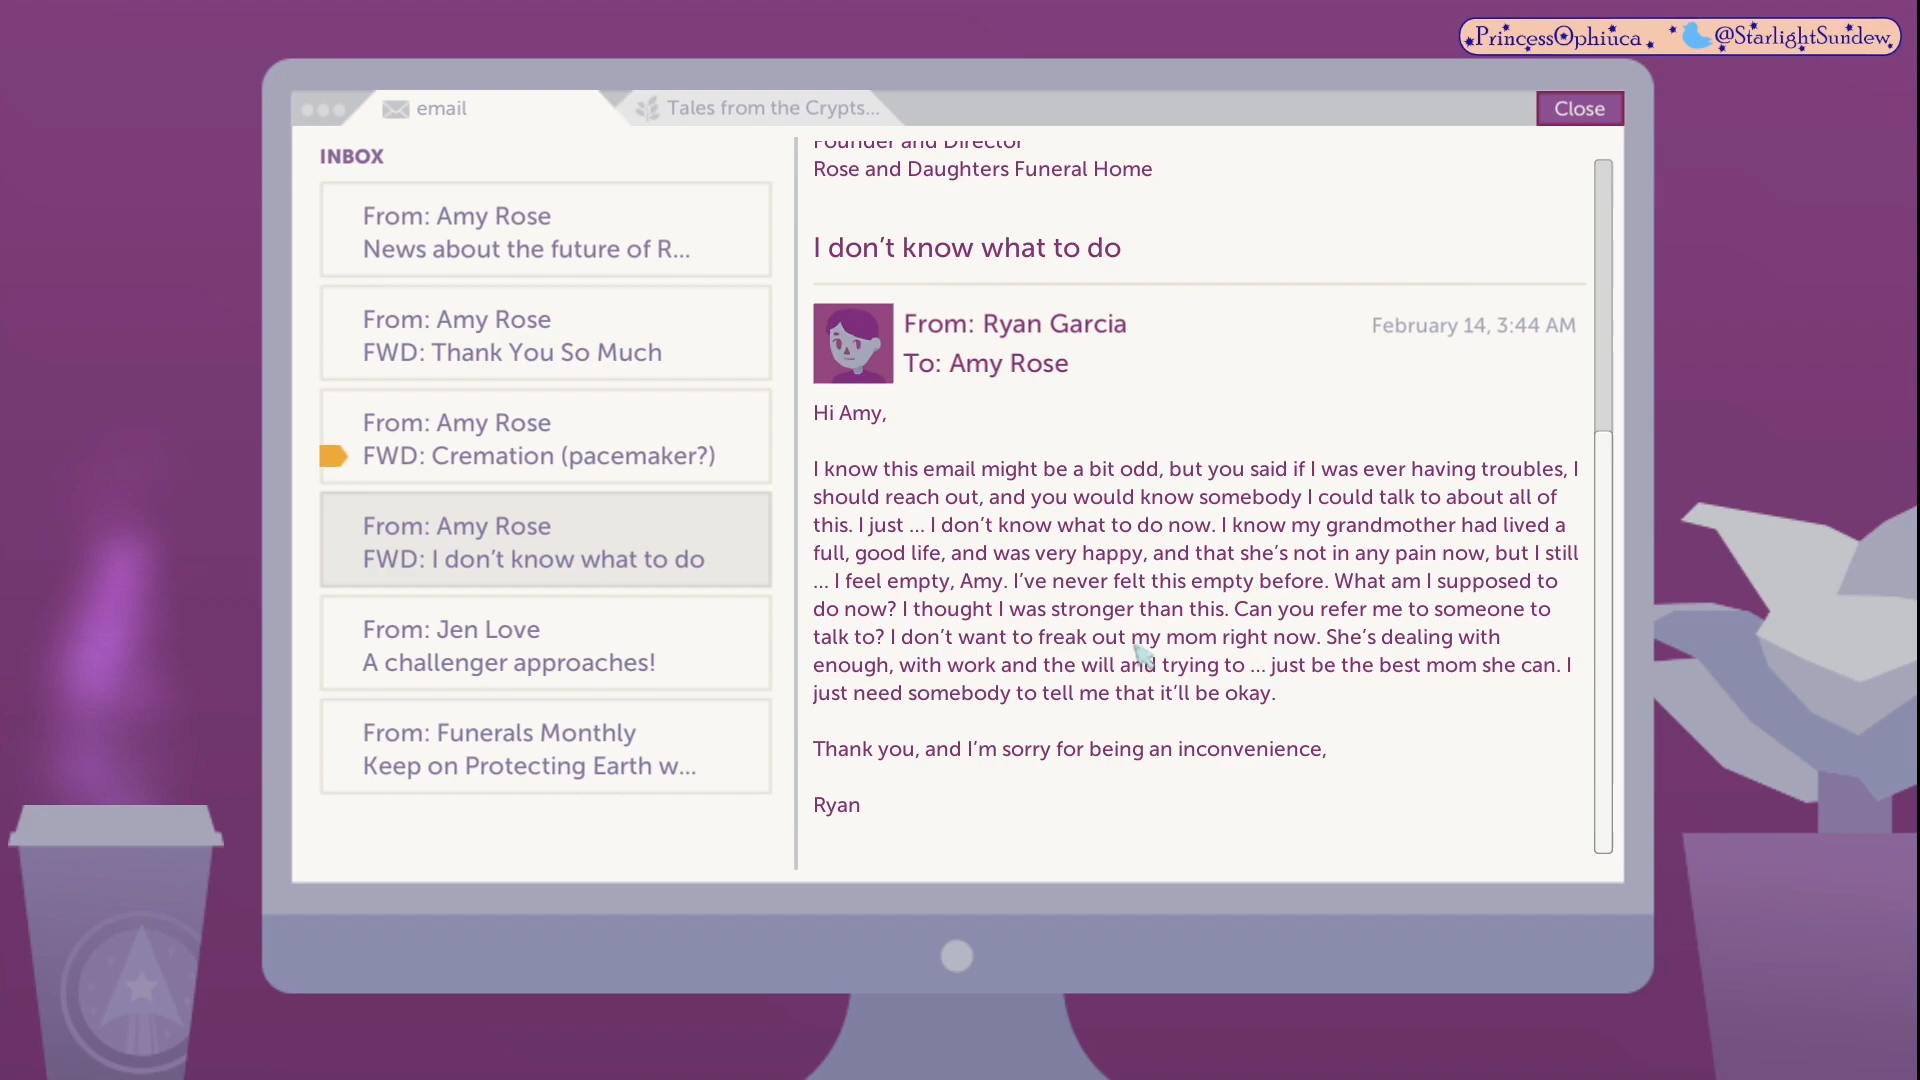 PrincessOphiuca
@StarlightSundew
email
Tales from the Crypts...
Close
INBOX
From: Amy Rose
News about the future of R...
From: Amy Rose
FWD: Thank You So Much
From: Amy Rose
FWD: Cremation (pacemaker?)
From: Amy Rose
FWD: I don’t know what to do
From: Jen Love
A challenger approaches!
From: Funerals Monthly
Keep on Protecting Earth w...
Founder and Director
Rose and Daughters Funeral Home
I don’t know what to do
From: Ryan Garcia
February 14, 3:44 AM
To: Amy Rose
Hi Amy,
I know this email might be a bit odd, but you said if I was ever having troubles, I
should reach out, and you would know somebody I could talk to about all of
this. I just ... I don’t know what to do now. I know my grandmother had lived a
full, good life, and was very happy, and that she’s not in any pain now, but I still
... I feel empty, Amy. I’ve never felt this empty before. What am I supposed to
do now? I thought I was stronger than this. Can you refer me to someone to
talk to? I don’t want to freak out my mom right now. She’s dealing with
enough, with work and the will and trying to ... just be the best mom she can. I
just need somebody to tell me that it’ll be okay.
Thank you, and I’m sorry for being an inconvenience,
Ryan